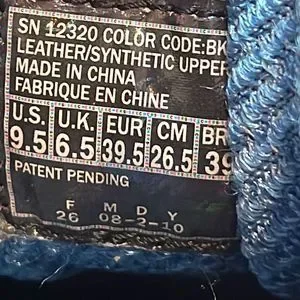 SN 12320 COLOR CODE:BK
LEATHER/SYNTHETIC UPPER
MADE IN CHINA
FABRIQUE EN CHINE
U.S. U.K. EUR CM BR
9.5 6.5 39.5 26.5 39
PATENT PENDING
F M D Y
26 08-2-10